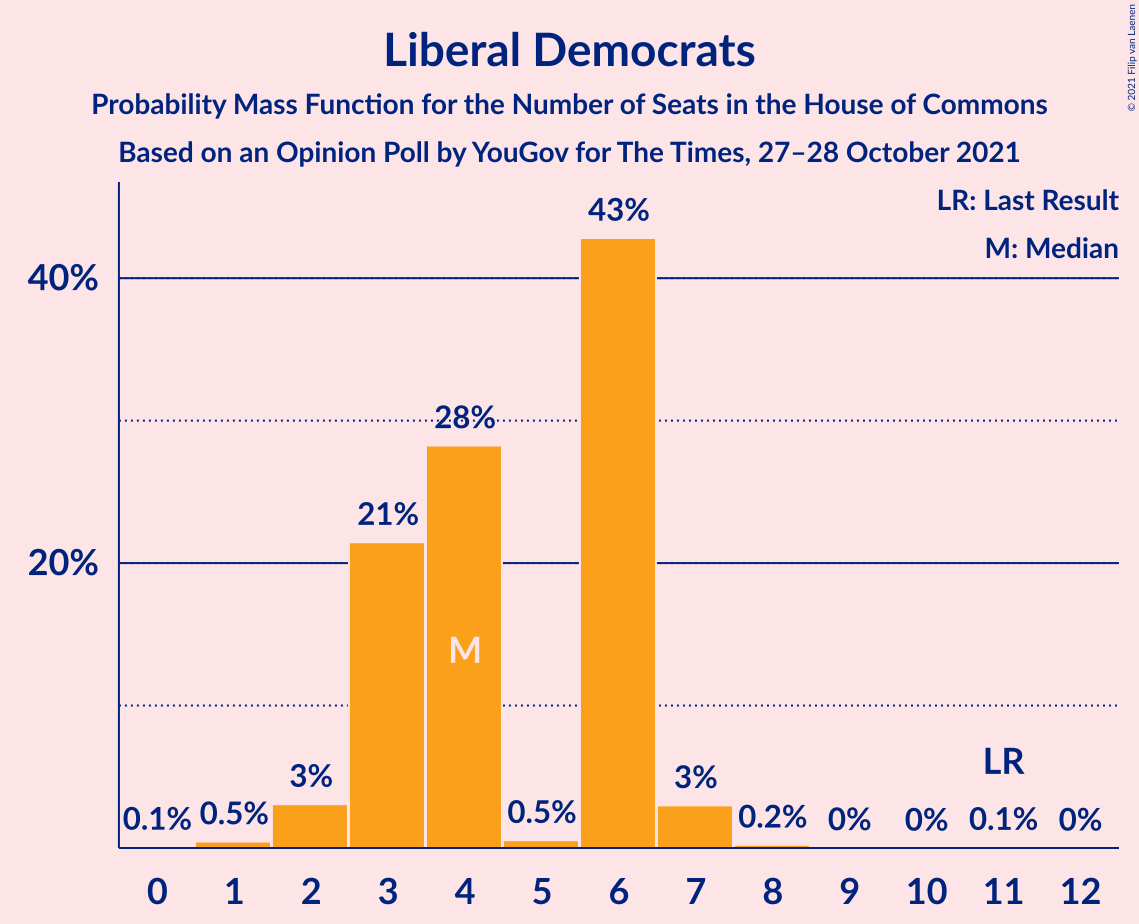 © 2021 Filip van Laenen
Liberal Democrats
Probability Mass Function for the Number of Seats in the House of Commons
Based on an Opinion Poll by YouGov for The Times, 27–28 October 2021
LR: Last Result
M: Median
43%
40%
28%
21%
20%
M
LR
3%
3%
0.1% 0.5% 0.5% 0.2% 0% 0% 0.1% 0%
0 1 2 3 4 5 6 7 8 9 10 11 12